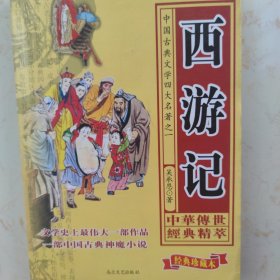 中国古典文学四大名著之一
西游记
吴承恩○著
中華傳世
經典精萃
文学史上最伟大一部作品
一部中国古典神魔小说
经典珍藏本